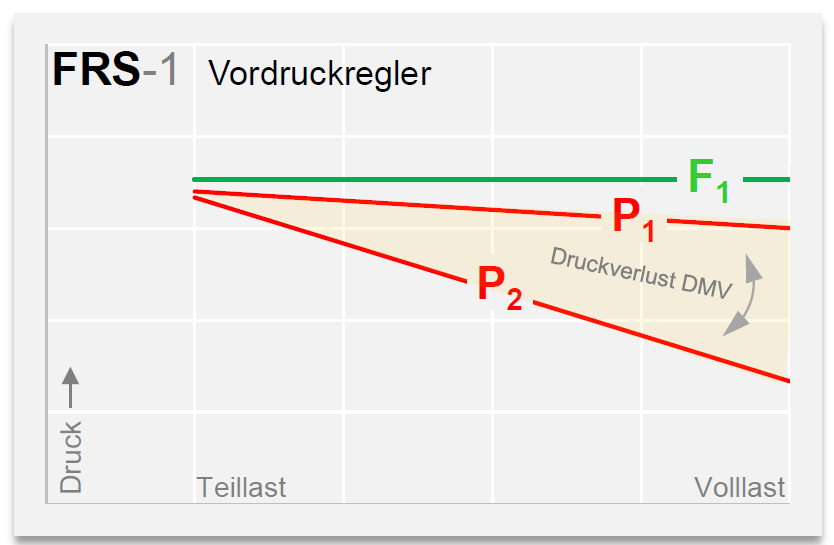 FRS-1 Vordruckregler
F1
P1
Druckverlust DMV
P2
Druck
Teillast Volllast